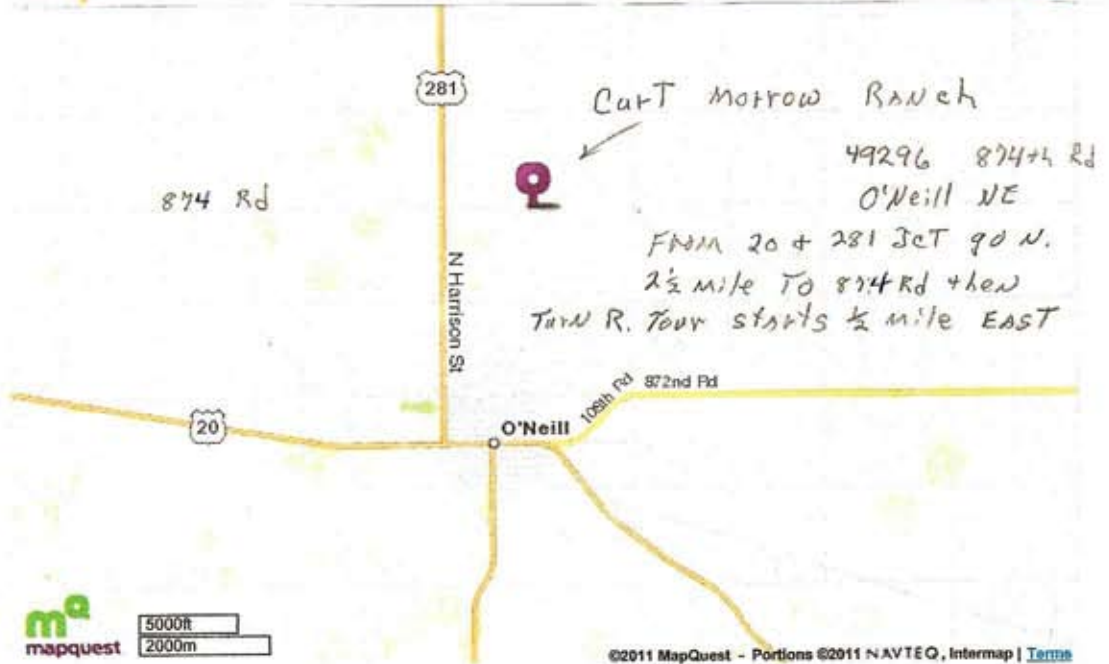 281
CurT Morrow RANch
49296 874th Rd
O'Neill NE
874 Rd
From 20 + 281 JcT go N.
2½ mile To 874 Rd then
TurN R. Tour starts ½ mile EAST
N Harrison St
108th Rd
872nd Rd
20
O'Neill
mQ
mapquest
5000ft
2000m
©2011 MapQuest - Portions ©2011 NAVTEQ, Intermap | Terms